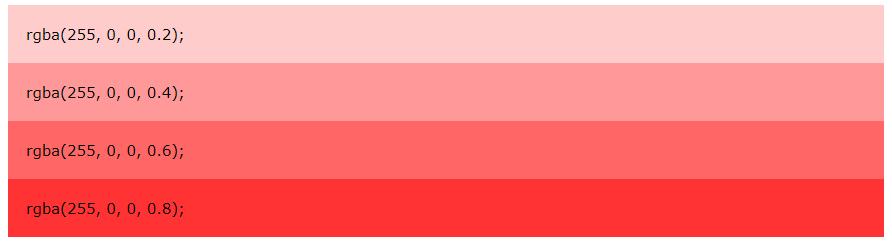 rgba(255, 0, 0, 0.2);
rgba(255, 0, 0, 0.4);
rgba(255, 0, 0, 0.6);
rgba(255, 0, 0, 0.8);